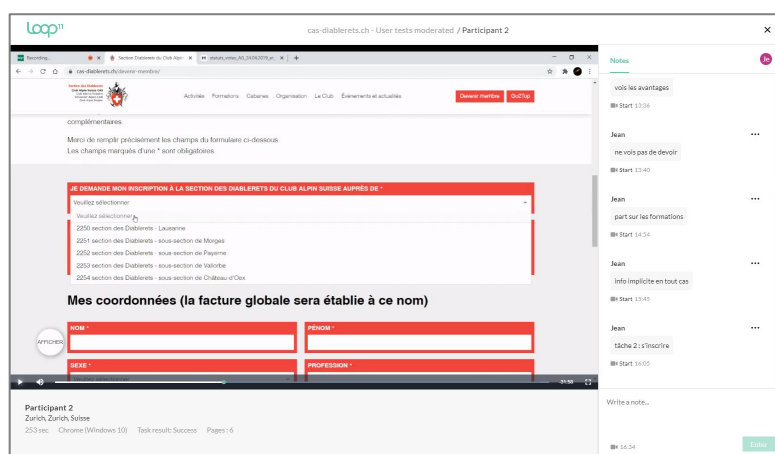 Loop11
cas-diablerets.ch - User tests moderated / Participant 2
Recording...
Section Diablerets du Club Alpin
cas-diablerets.ch/devenir-membre/
Activités Formations Cabanes Organisation Le Club Événements et actualités
Devenir membre Go2Top
complémentaires.
Merci de remplir précisément les champs du formulaire ci-dessous.
Les champs marqués d'une * sont obligatoires.
JE DEMANDE MON INSCRIPTION À LA SECTION DES DIABLERETS DU CLUB ALPIN SUISSE AUPRÈS DE *
Veuillez sélectionner
Veuillez sélectionner
2250 section des Diablerets - Lausanne
2251 section des Diablerets - sous-section de Morges
2252 section des Diablerets - sous-section de Payerne
2253 section des Diablerets - sous-section de Vallorbe
2254 section des Diablerets - sous-section de Château-d'Oex
Mes coordonnées (la facture globale sera établie à ce nom)
AFFICHER
NOM *
PÉNOM *
SEXE *
PROFESSION *
-31:56
Participant 2
Zurich, Zurich, Suisse
253 sec Chrome (Windows 10) Task result: Success Pages : 6
Notes
Je
vois les avantages
Start 13:36
Jean
ne vois pas de devoir
Start 13:40
Jean
part sur les formations
Start 14:54
Jean
info implicite en tout cas
Start 15:45
Jean
tâche 2 : s'inscrire
Start 16:05
Write a note...
16:54
Enter